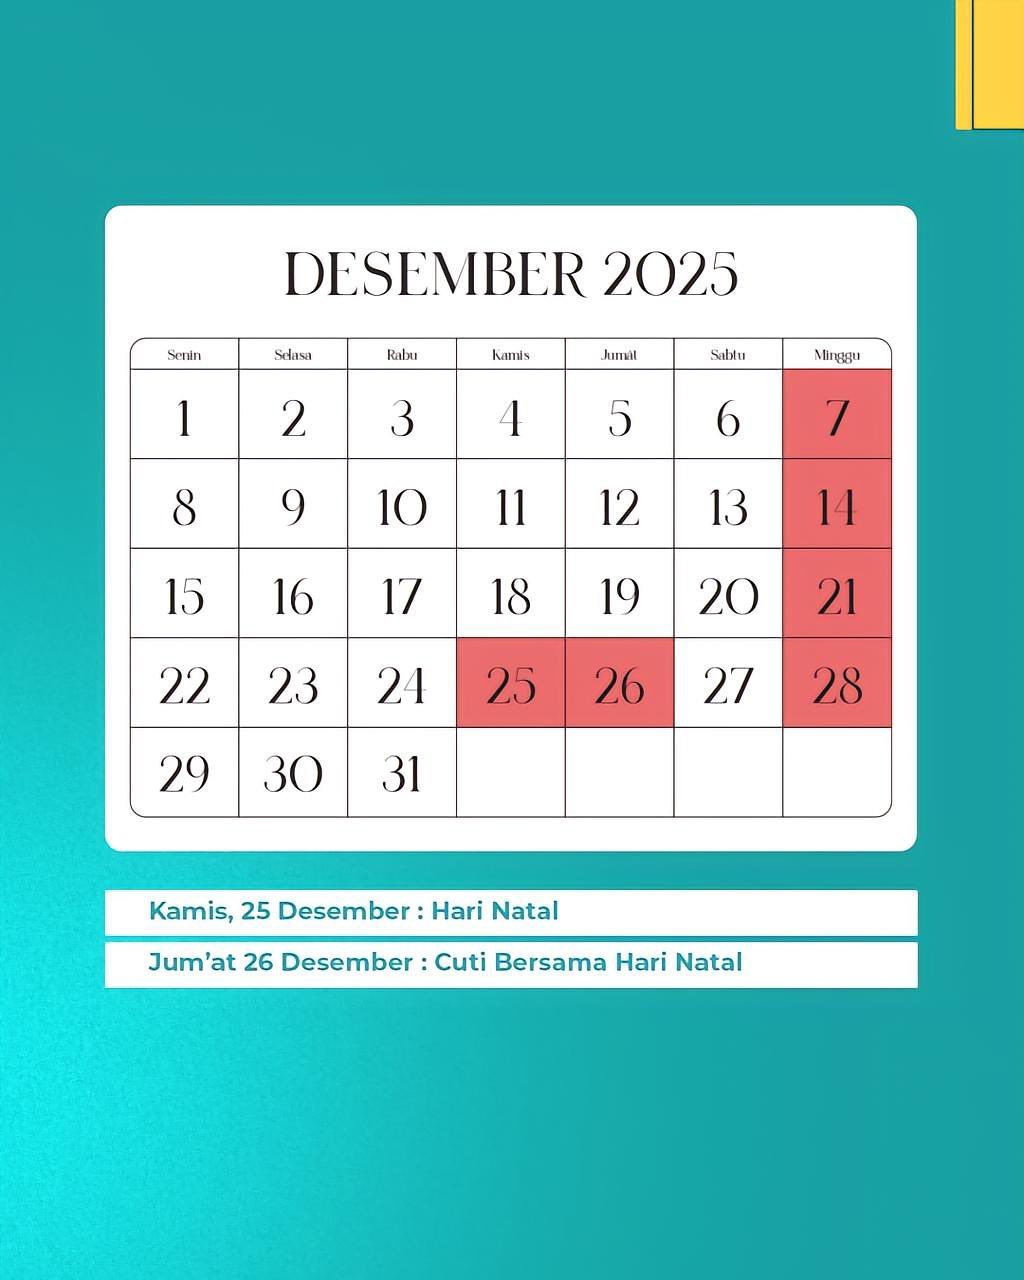 DESEMBER 2025
Senin Selasa Rabu Kamis Jumat Sabtu Minggu
1 2 3 4 5 6 7
8 9 10 11 12 13 14
15 16 17 18 19 20 21
22 23 24 25 26 27 28
29 30 31
Kamis, 25 Desember : Hari Natal
Jum’at 26 Desember : Cuti Bersama Hari Natal